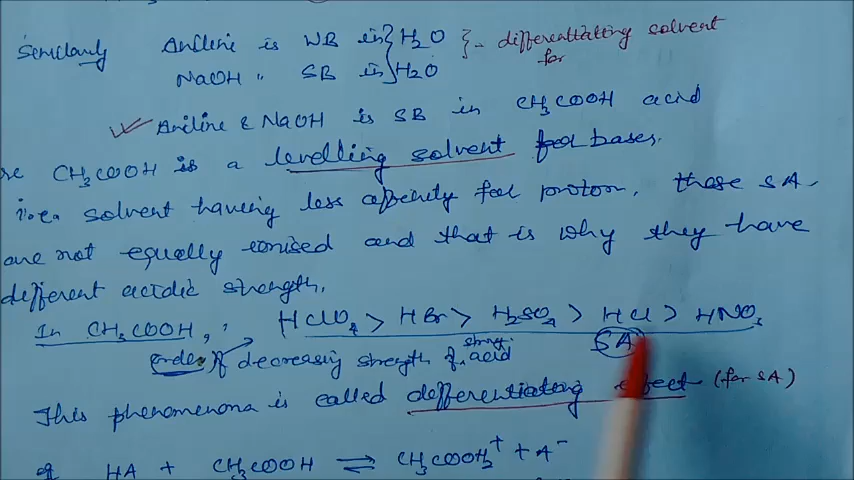 Similarly Aniline is WB in H2O } - differentiating solvent for
NaOH " SB in H2O
Aniline & NaOH is SB in CH3COOH acid
CH3COOH is a levelling solvent for bases.
i.e. solvent having less affinity for proton. these SA
are not equally ionised and that is why they have
different acidic strength.
In CH3COOH, HClO4 > HBr > H2SO4 > HCl > HNO3
SA
order of decreasing strength of strong acid
This phenomena is called differentiating effect (for SA)
HA + CH3COOH ⇌ CH3COOH2+ + A-